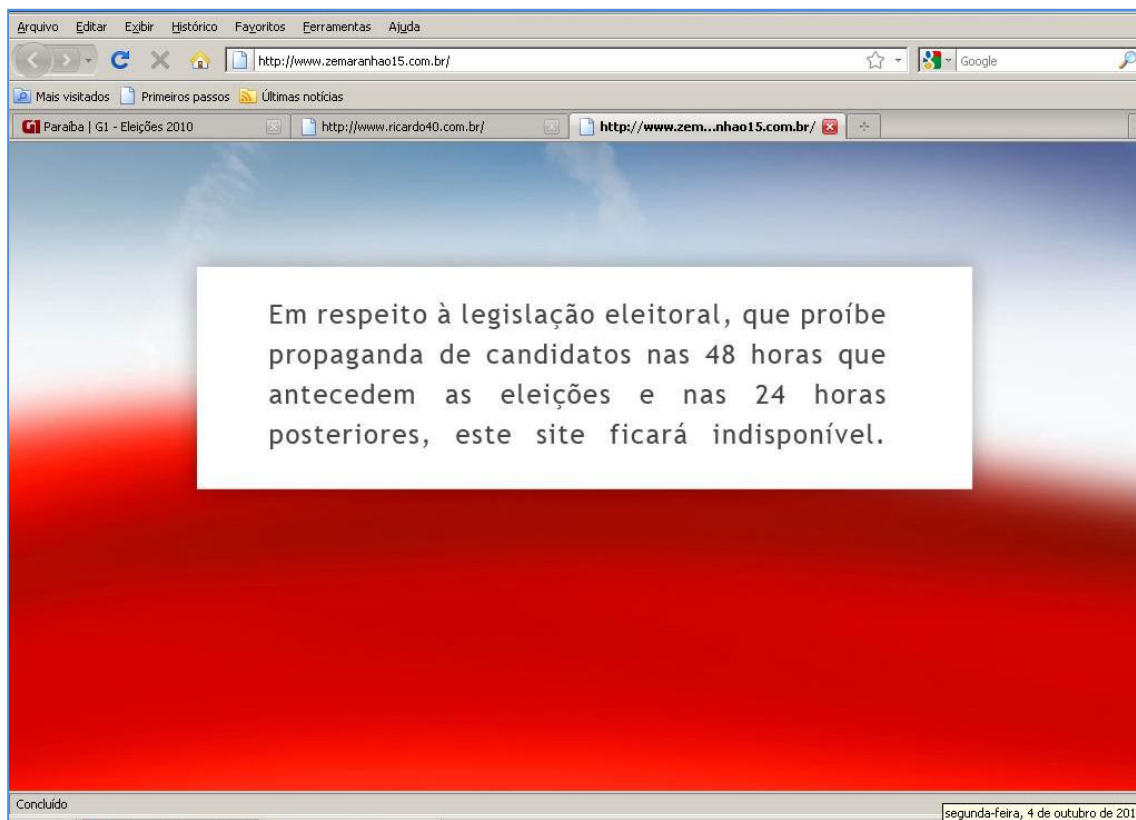 Arquivo Editar Exibir Histórico Favoritos Ferramentas Ajuda
http://www.zemaranhao15.com.br/
Google
Mais visitados Primeiros passos Últimas notícias
G1 Paraíba | G1 - Eleições 2010 http://www.ricardo40.com.br/ http://www.zem...nhao15.com.br/
Em respeito à legislação eleitoral, que proíbe
propaganda de candidatos nas 48 horas que
antecedem as eleições e nas 24 horas
posteriores, este site ficará indisponível.
Concluído
segunda-feira, 4 de outubro de 201